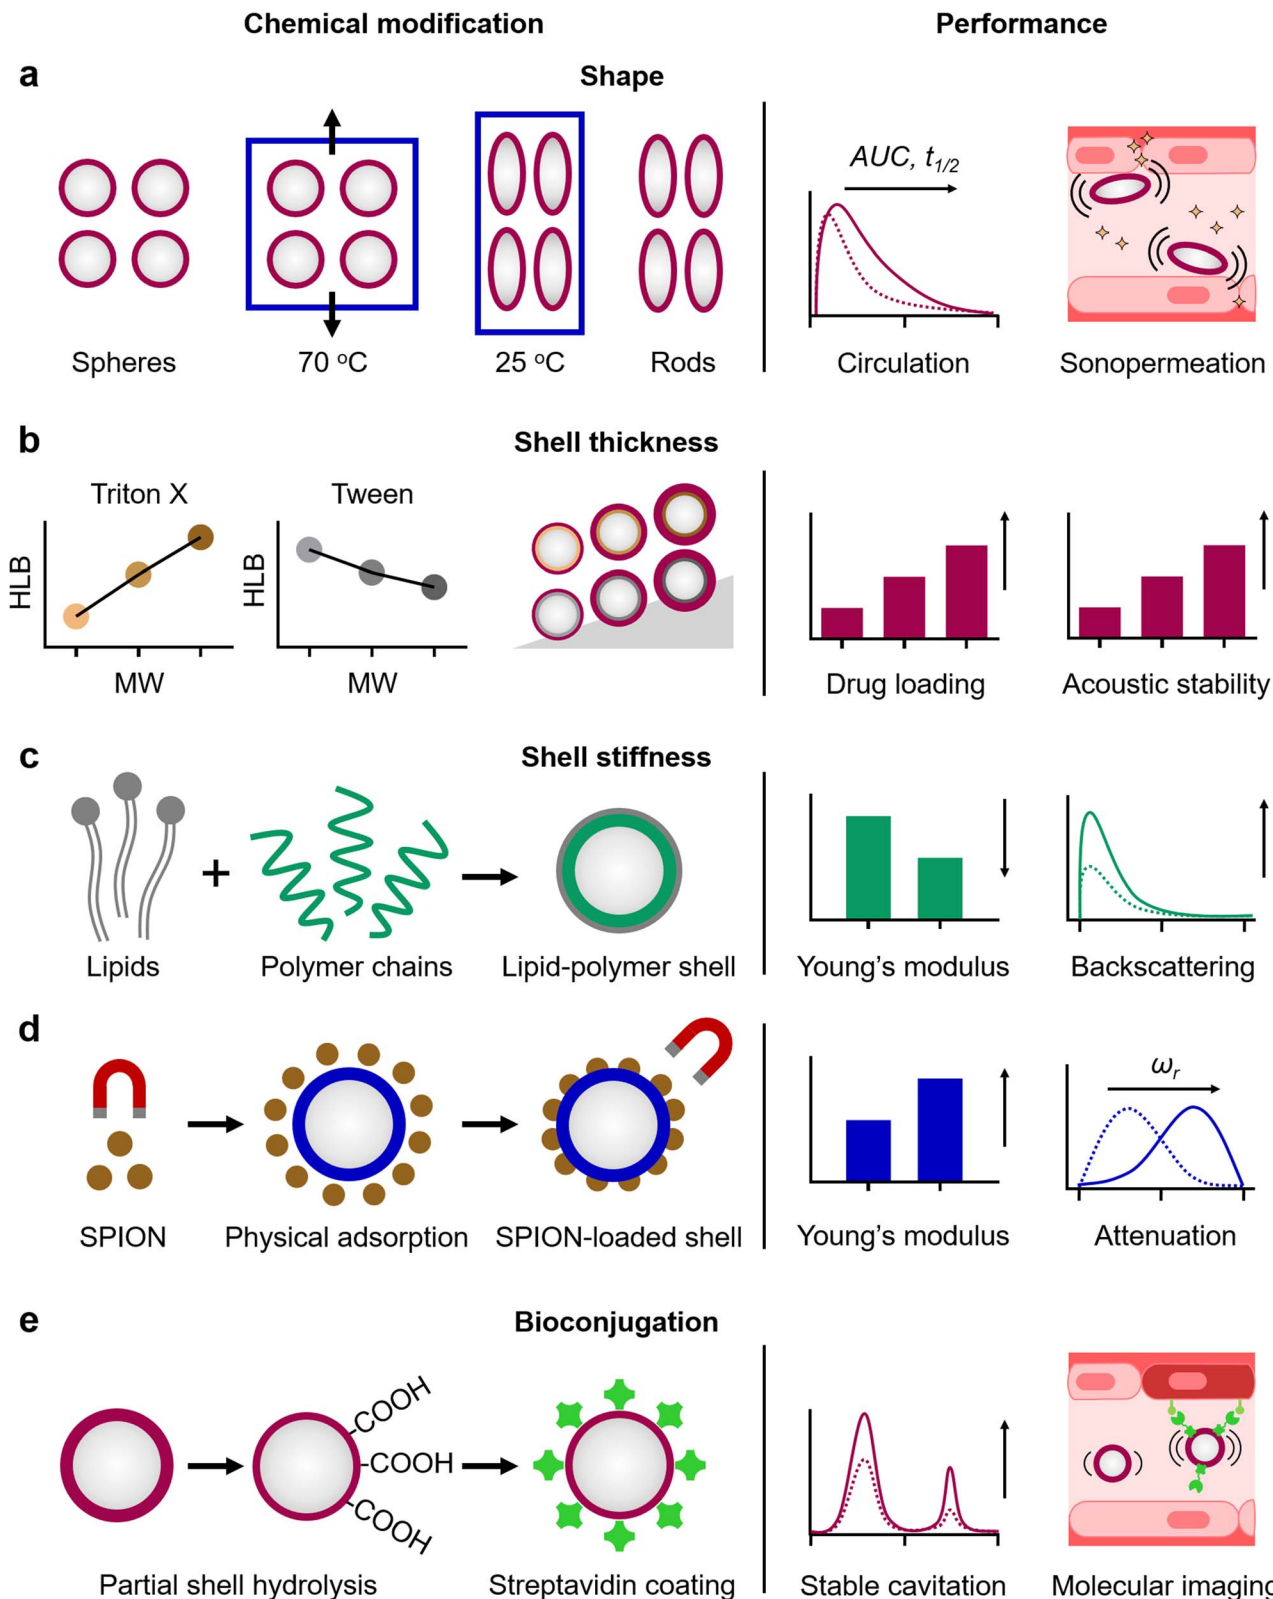 Chemical modification
Performance
a
Shape
AUC, t1/2
Spheres
70 °C
25 °C
Rods
Circulation
Sonopermeation
b
Shell thickness
Triton X
Tween
HLB
HLB
MW
MW
Drug loading
Acoustic stability
c
Shell stiffness
+
Lipids
Polymer chains
Lipid-polymer shell
Young’s modulus
Backscattering
d
ωr
SPION
Physical adsorption
SPION-loaded shell
Young’s modulus
Attenuation
e
Bioconjugation
-COOH
-COOH
-COOH
Partial shell hydrolysis
Streptavidin coating
Stable cavitation
Molecular imaging